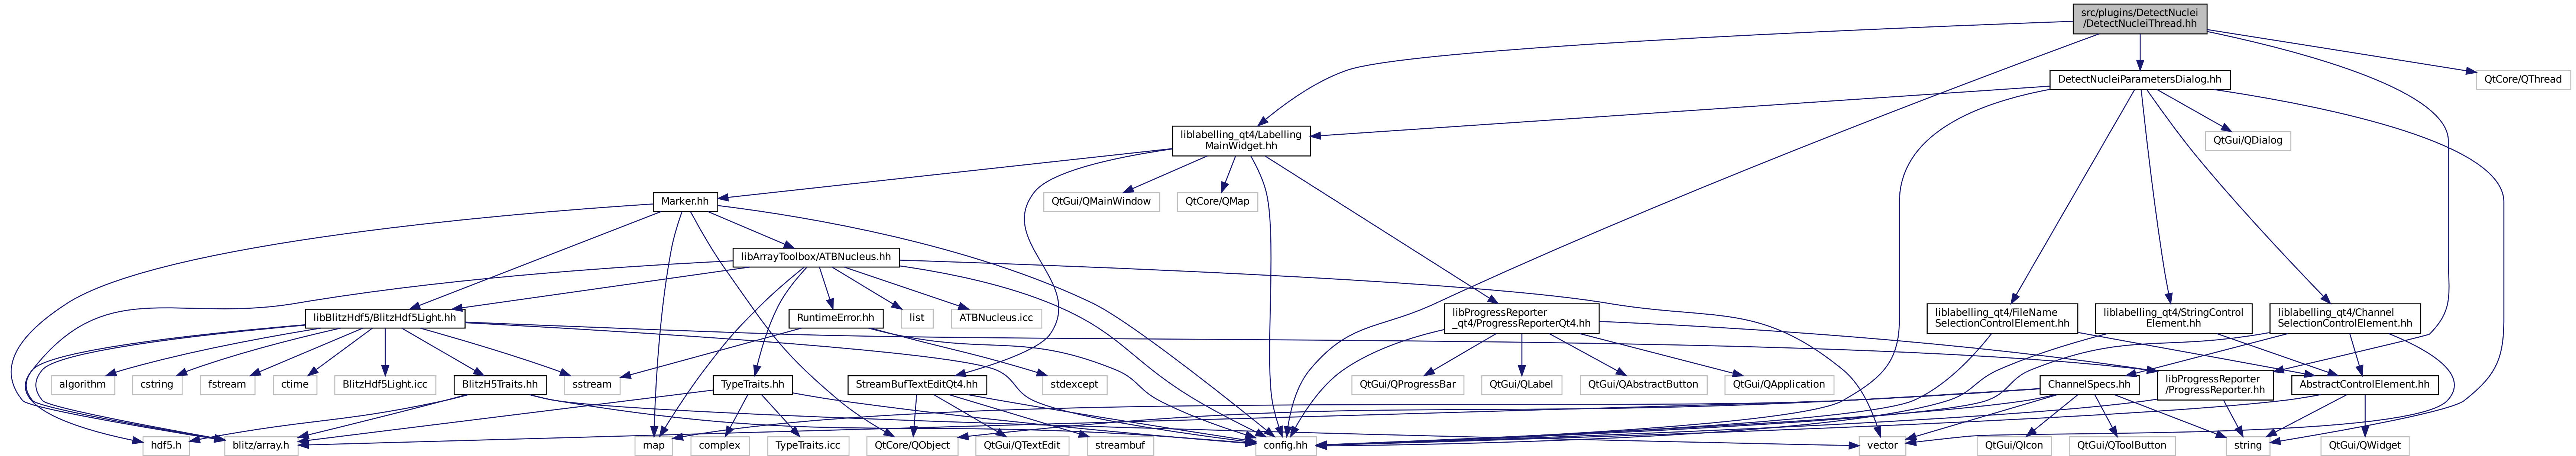 src/plugins/DetectNuclei
/DetectNucleiThread.hh
DetectNucleiParametersDialog.hh
QtCore/QThread
liblabelling_qt4/Labelling
MainWidget.hh
QtGui/QDialog
Marker.hh
QtGui/QMainWindow
QtCore/QMap
libArrayToolbox/ATBNucleus.hh
libBlitzHdf5/BlitzHdf5Light.hh
RuntimeError.hh
list
ATBNucleus.icc
libProgressReporter
_qt4/ProgressReporterQt4.hh
liblabelling_qt4/FileName
SelectionControlElement.hh
liblabelling_qt4/StringControl
Element.hh
liblabelling_qt4/Channel
SelectionControlElement.hh
algorithm
cstring
fstream
ctime
BlitzHdf5Light.icc
BlitzH5Traits.hh
sstream
TypeTraits.hh
StreamBufTextEditQt4.hh
stdexcept
QtGui/QProgressBar
QtGui/QLabel
QtGui/QAbstractButton
QtGui/QApplication
ChannelSpecs.hh
libProgressReporter
/ProgressReporter.hh
AbstractControlElement.hh
hdf5.h
blitz/array.h
map
complex
TypeTraits.icc
QtCore/QObject
QtGui/QTextEdit
streambuf
config.hh
vector
QtGui/QIcon
QtGui/QToolButton
string
QtGui/QWidget